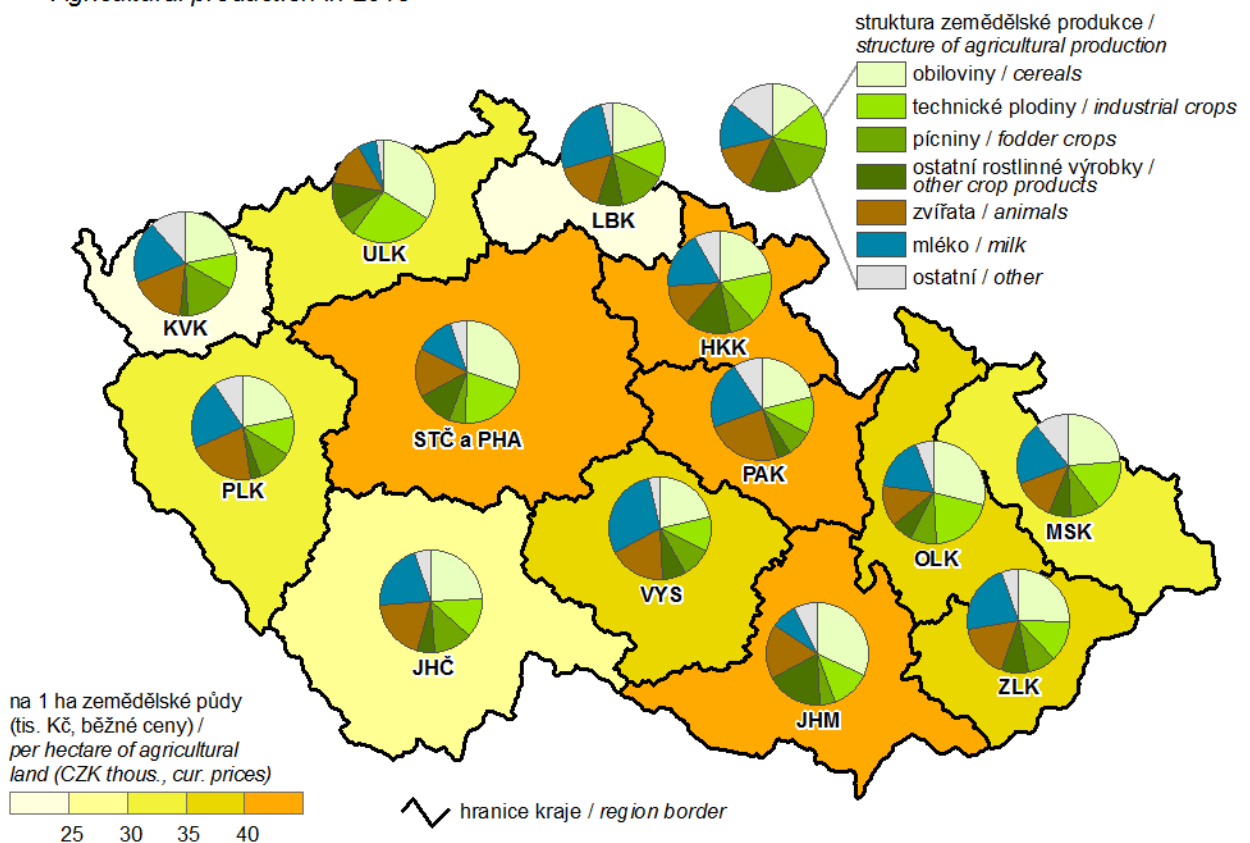 struktura zemědělské produkce /
structure of agricultural production
obiloviny / cereals
technické plodiny / industrial crops
pícniny / fodder crops
ostatní rostlinné výrobky /
other crop products
zvířata / animals
mléko / milk
ostatní / other
LBK
ULK
KVK
HKK
STČ a PHA
PAK
PLK
MSK
OLK
VYS
JHČ
ZLK
JHM
na 1 ha zemědělské půdy
(tis. Kč, běžné ceny) /
per hectare of agricultural
land (CZK thous., cur. prices)
25 30 35 40
hranice kraje / region border